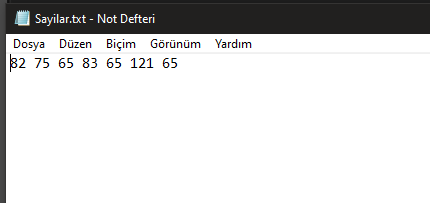 Sayilar.txt - Not Defteri
Dosya Düzen Biçim Görünüm Yardım
82 75 65 83 65 121 65